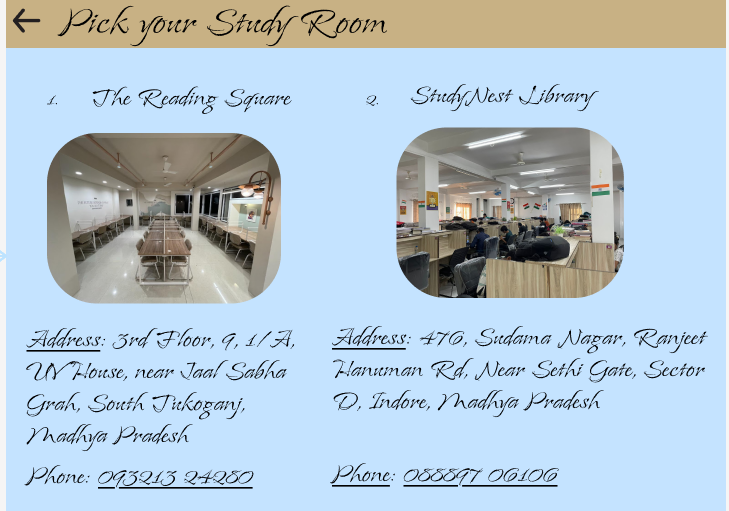 Pick your Study Room
1. The Reading Square
2. StudyNest Library
Address: 3rd Floor, 9, 1/A,
UV House, near Jaal Sabha
Grah, South Tukoganj,
Madhya Pradesh
Phone: 093213 24280
Address: 476, Sudama Nagar, Ranjeet
Hanuman Rd, Near Sethi Gate, Sector
D, Indore, Madhya Pradesh
Phone: 088897 06106